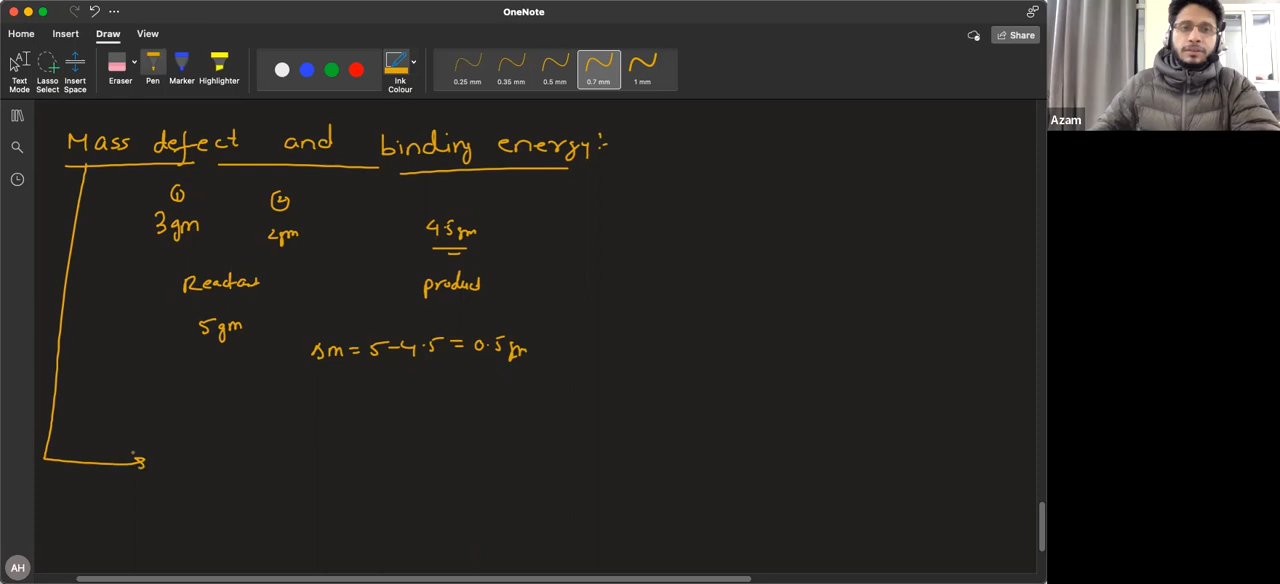 OneNote
Home Insert Draw View
Share
Text Mode
Lasso Select
Insert Space
Eraser
Pen
Marker
Highlighter
Ink Colour
0.25 mm
0.35 mm
0.5 mm
0.7 mm
1 mm
Azam
Mass defect and binding energy:-
① ②
3gm 2gm 4.5gm
Reactant product
5gm
Δm = 5-4.5 = 0.5gm
AH